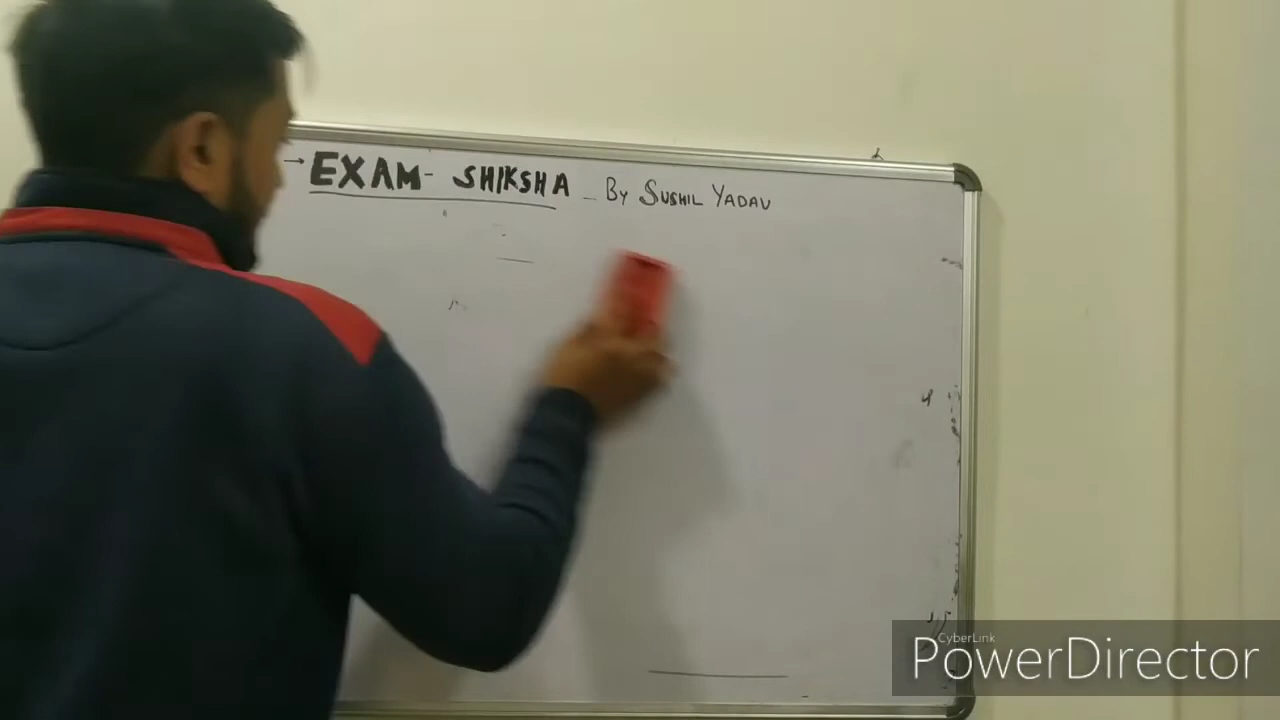 → EXAM - SHIKSHA - BY SUSHIL YADAV
CyberLink
PowerDirector